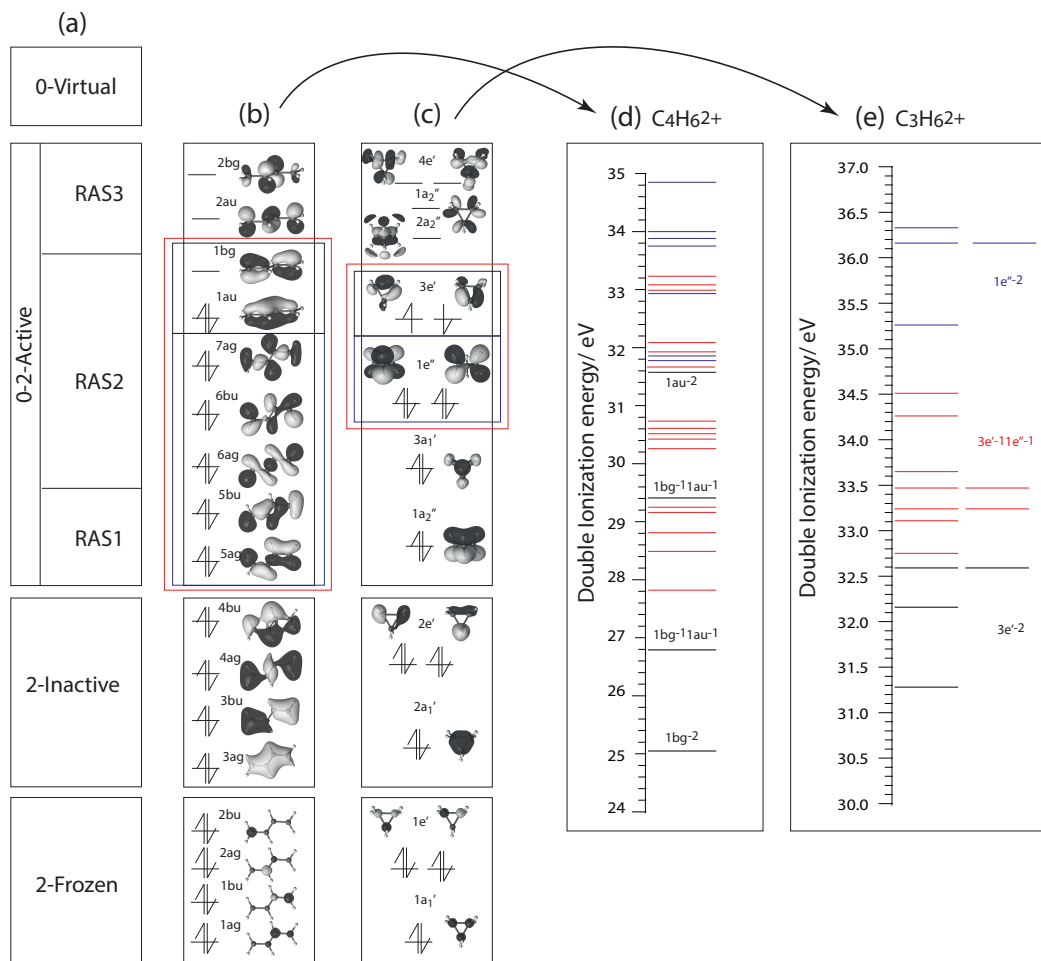 (a)
0-Virtual
0-2-Active
RAS3
RAS2
RAS1
2-Inactive
2-Frozen
(b)
2bg
2au
1bg
1au
7ag
6bu
6ag
5bu
5ag
4bu
4ag
3bu
3ag
2bu
2ag
1bu
1ag
(c)
4e'
1a2''
2a2''
3e'
1e''
3a1'
1a2''
2e'
2a1'
1e'
1a1'
(d) C4H6²⁺
Double Ionization energy/ eV
35
34
33
32
31
30
29
28
27
26
25
24
1au-2
1bg-11au-1
1bg-11au-1
1bg-2
(e) C3H6²⁺
Double Ionization energy/ eV
37.0
36.5
36.0
35.5
35.0
34.5
34.0
33.5
33.0
32.5
32.0
31.5
31.0
30.0
1e''-2
3e'-11e''-1
3e'-2